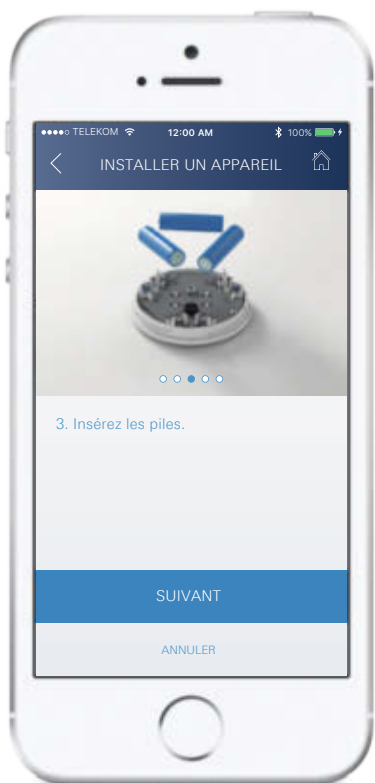 TELEKOM 12:00 AM 100%
INSTALLER UN APPAREIL
3. Insérez les piles.
SUIVANT
ANNULER